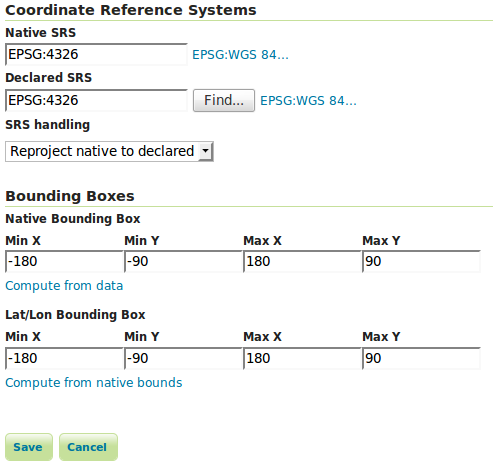 Coordinate Reference Systems
Native SRS
EPSG:4326 EPSG:WGS 84...
Declared SRS
EPSG:4326 Find... EPSG:WGS 84...
SRS handling
Reproject native to declared
Bounding Boxes
Native Bounding Box
Min X Min Y Max X Max Y
-180 -90 180 90
Compute from data
Lat/Lon Bounding Box
Min X Min Y Max X Max Y
-180 -90 180 90
Compute from native bounds
Save Cancel